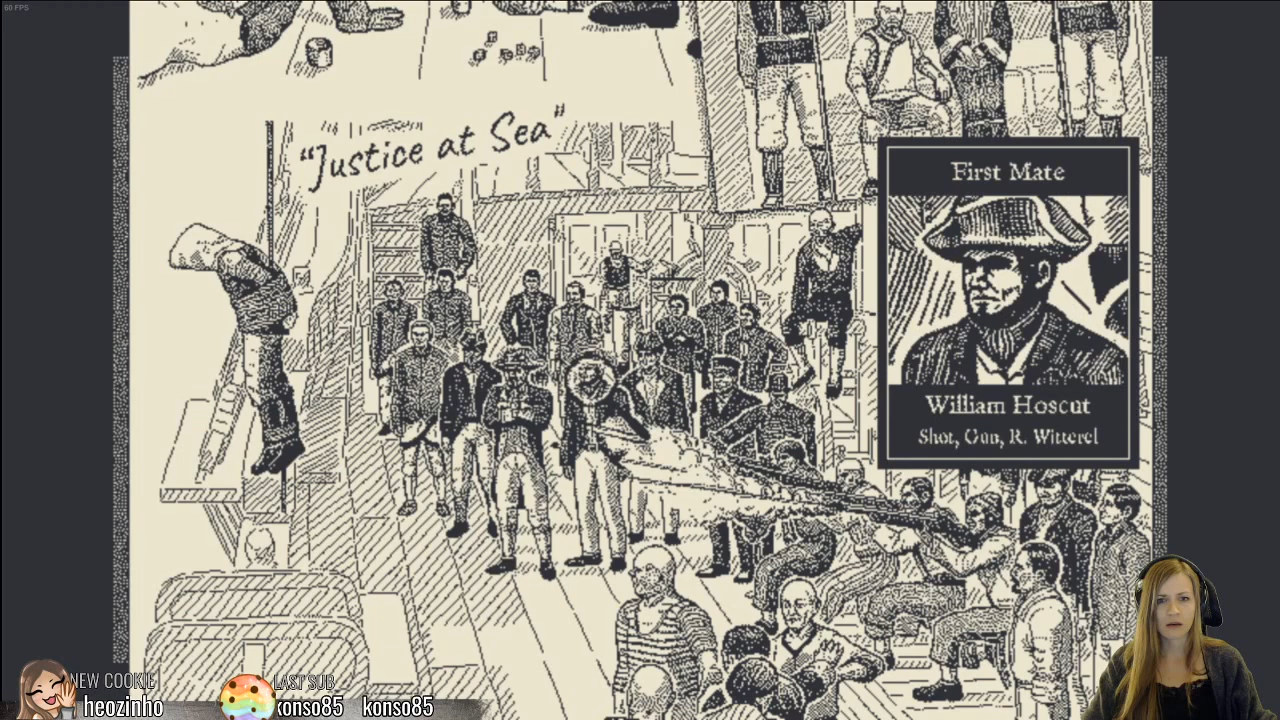 60 FPS
"Justice at Sea"
First Mate
William Hoscut
Shot, Gun, R. Witterel
NEW COOKIE
heozinho
LAST SUB
konso85 konso85